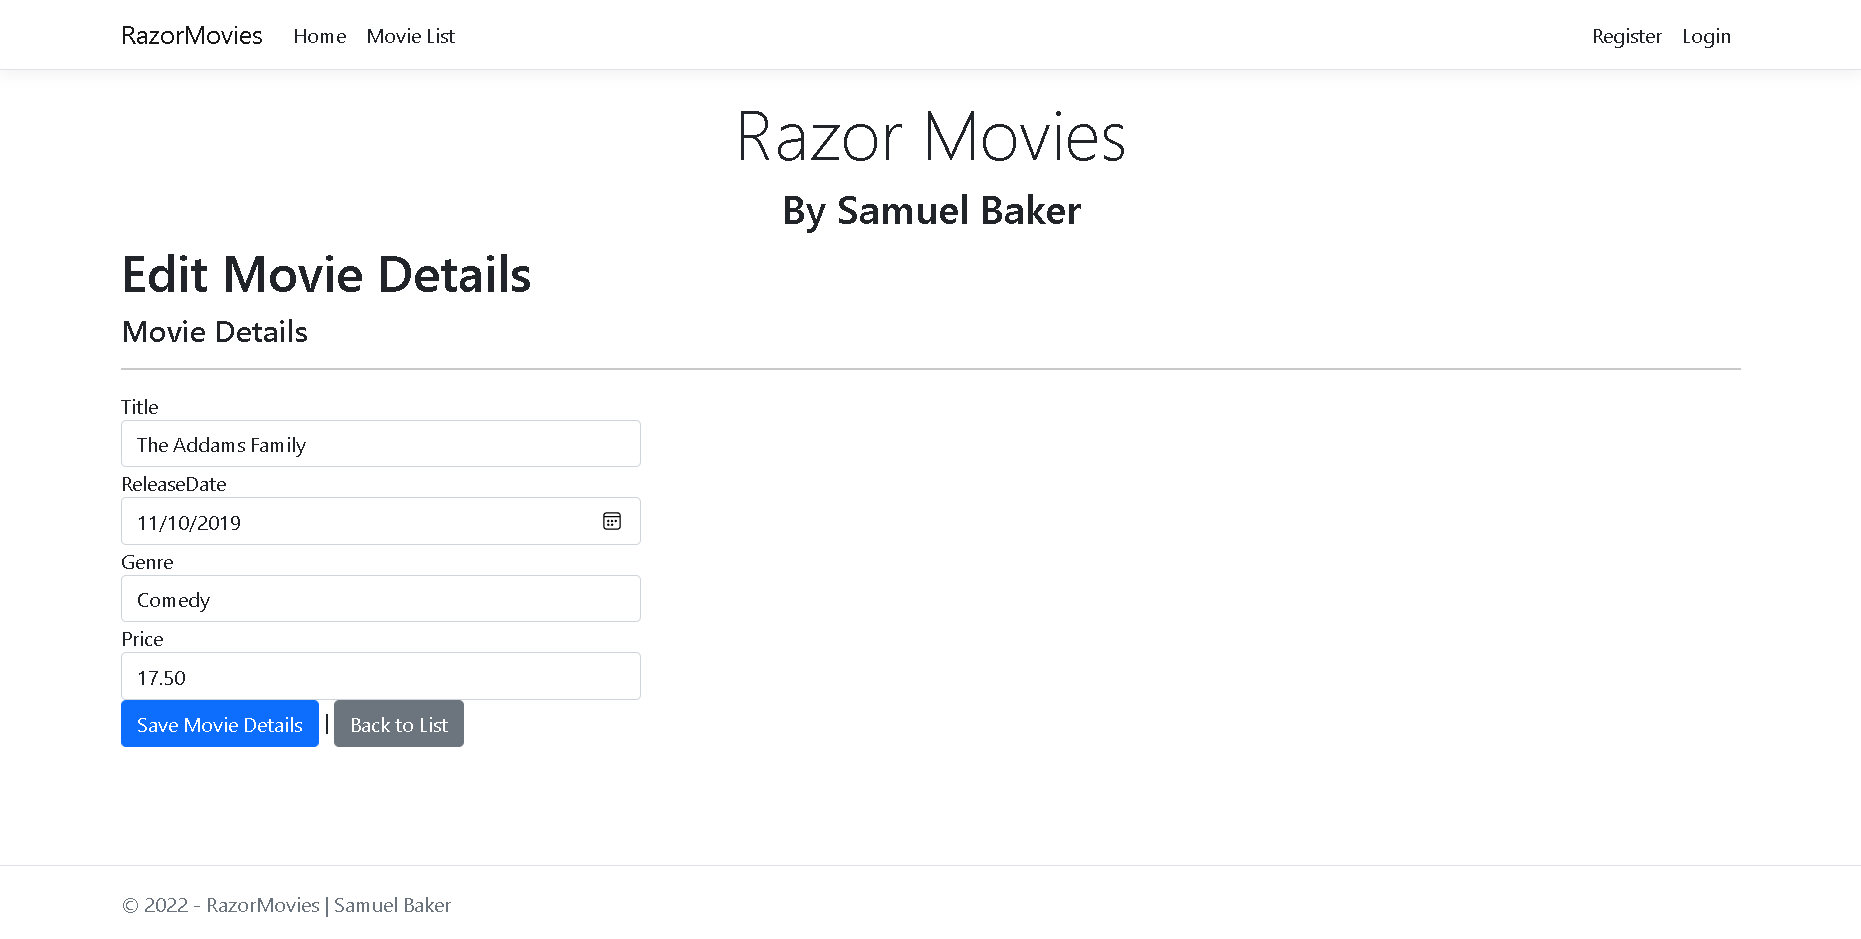 RazorMovies Home Movie List Register Login
Razor Movies
By Samuel Baker
Edit Movie Details
Movie Details
Title
The Addams Family
ReleaseDate
11/10/2019
Genre
Comedy
Price
17.50
Save Movie Details | Back to List
© 2022 - RazorMovies | Samuel Baker